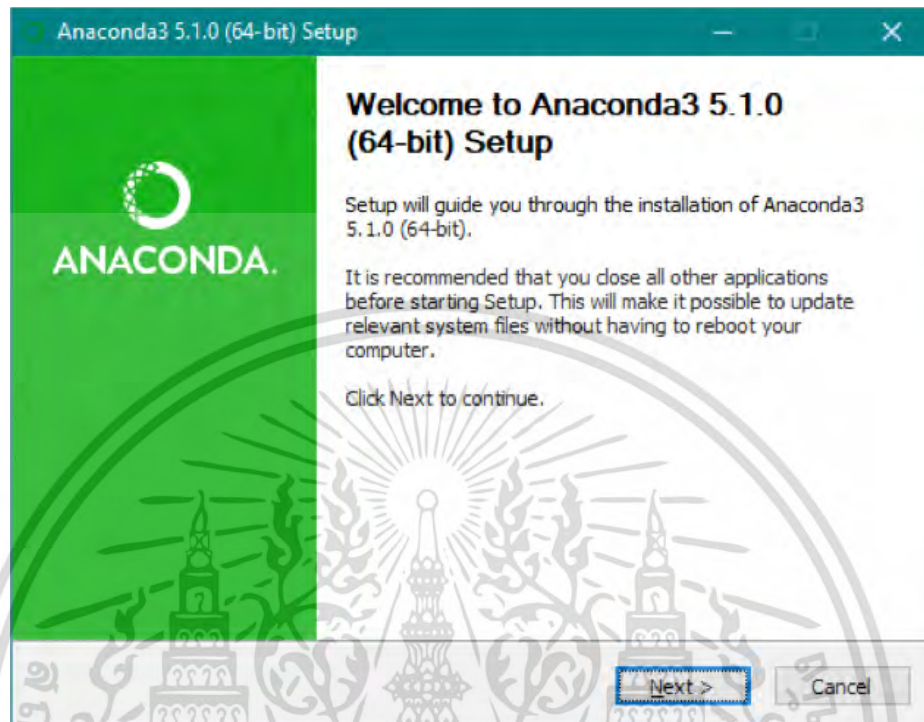 Anaconda3 5.1.0 (64-bit) Setup
ANACONDA.
Welcome to Anaconda3 5.1.0
(64-bit) Setup
Setup will guide you through the installation of Anaconda3
5.1.0 (64-bit).
It is recommended that you close all other applications
before starting Setup. This will make it possible to update
relevant system files without having to reboot your
computer.
Click Next to continue.
Next >
Cancel